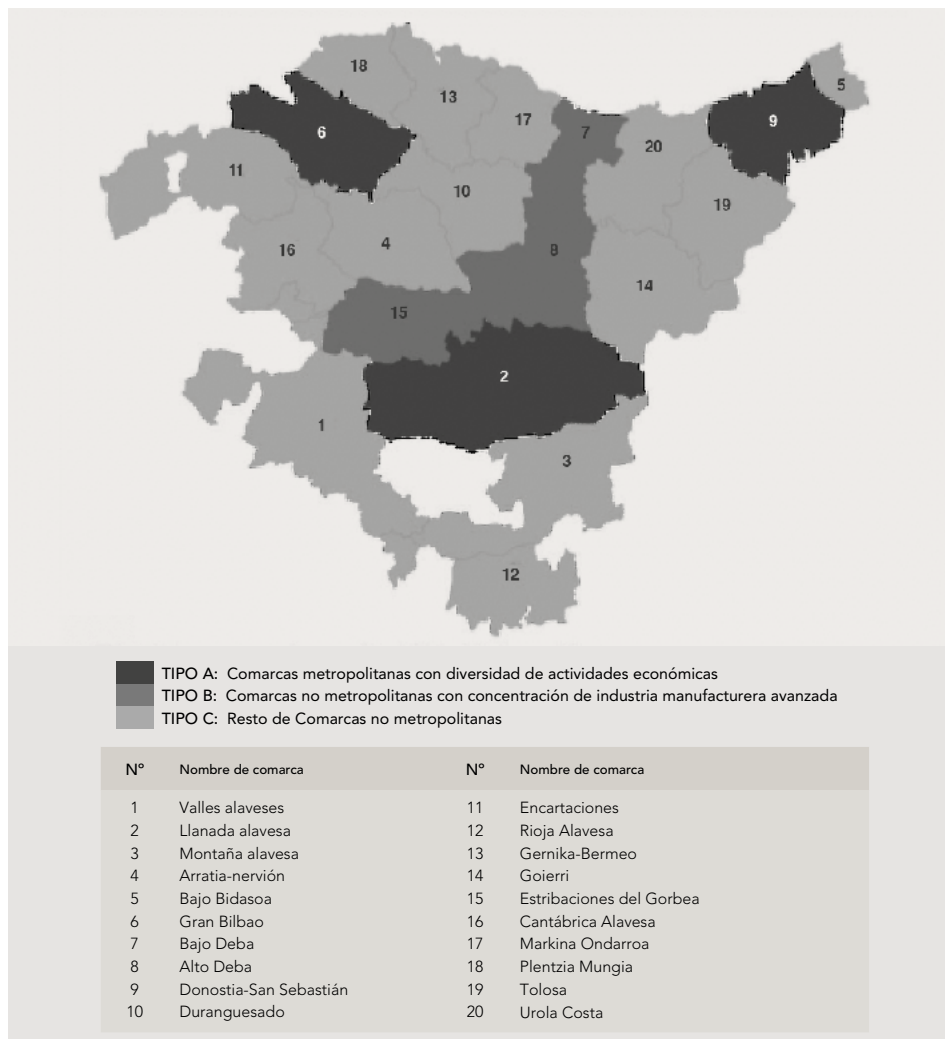 18
13
5
17
9
6
7
20
11
10
19
4
16
8
14
15
2
1
3
12
TIPO A: Comarcas metropolitanas con diversidad de actividades económicas
TIPO B: Comarcas no metropolitanas con concentración de industria manufacturera avanzada
TIPO C: Resto de Comarcas no metropolitanas
Nº Nombre de comarca Nº Nombre de comarca
1 Valles alaveses 11 Encartaciones
2 Llanada alavesa 12 Rioja Alavesa
3 Montaña alavesa 13 Gernika-Bermeo
4 Arratia-nervión 14 Goierri
5 Bajo Bidasoa 15 Estribaciones del Gorbea
6 Gran Bilbao 16 Cantábrica Alavesa
7 Bajo Deba 17 Markina Ondarroa
8 Alto Deba 18 Plentzia Mungia
9 Donostia-San Sebastián 19 Tolosa
10 Duranguesado 20 Urola Costa